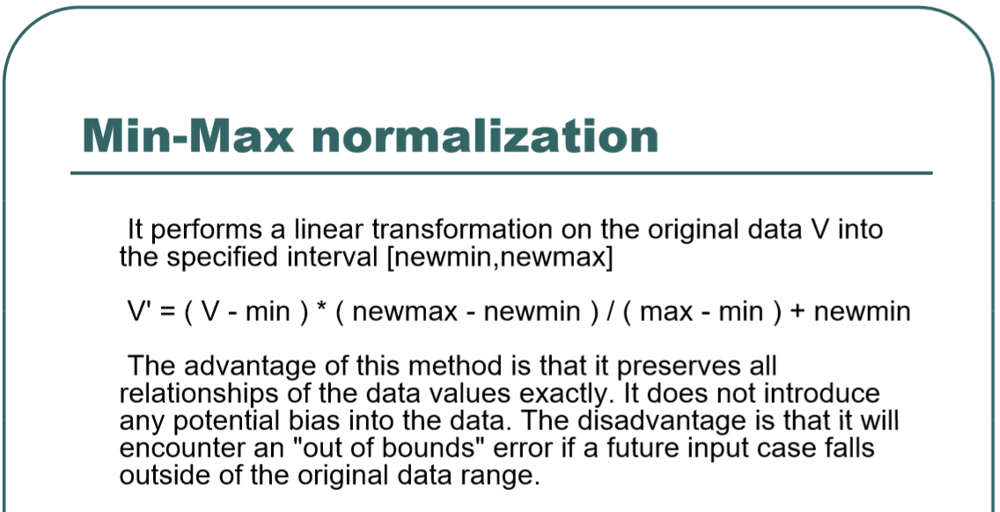 Min-Max normalization
It performs a linear transformation on the original data V into
the specified interval [newmin,newmax]
V' = ( V - min ) * ( newmax - newmin ) / ( max - min ) + newmin
The advantage of this method is that it preserves all
relationships of the data values exactly. It does not introduce
any potential bias into the data. The disadvantage is that it will
encounter an "out of bounds" error if a future input case falls
outside of the original data range.